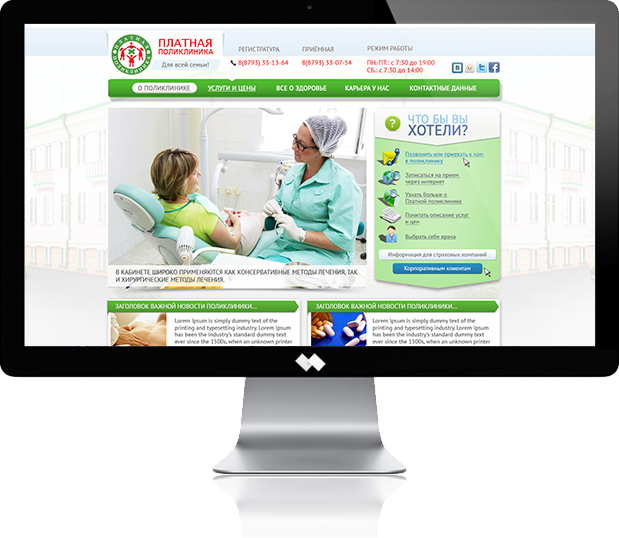 ПЛАТНАЯ ПОЛИКЛИНИКА
ПЛАТНАЯ
ПОЛИКЛИНИКА
Для всей семьи!
РЕГИСТРАТУРА
8(8793) 33-13-64
ПРИЁМНАЯ
8(8793) 33-07-54
РЕЖИМ РАБОТЫ
ПН.-ПТ.: с 7:30 до 19:00
Сб.: с 7:30 до 14:00
О ПОЛИКЛИНИКЕ
УСЛУГИ И ЦЕНЫ
ВСЕ О ЗДОРОВЬЕ
КАРЬЕРА У НАС
КОНТАКТНЫЕ ДАННЫЕ
В КАБИНЕТЕ ШИРОКО ПРИМЕНЯЮТСЯ КАК КОНСЕРВАТИВНЫЕ МЕТОДЫ ЛЕЧЕНИЯ, ТАК
И ХИРУРГИЧЕСКИЕ МЕТОДЫ ЛЕЧЕНИЯ.
?
ЧТО БЫ ВЫ
ХОТЕЛИ?
Позвонить или приехать к нам
в поликлинику
Записаться на прием
через интернет
Узнать больше о
Платной поликлинике
Почитать описание услуг
и цен
Выбрать себе врача
Информация для страховых компаний
Корпоративным клиентам
ЗАГОЛОВОК ВАЖНОЙ НОВОСТИ ПОЛИКЛИНИКИ...
Lorem Ipsum is simply dummy text of the
printing and typesetting industry. Lorem Ipsum
has been the industry's standard dummy text
ever since the 1500s, when an unknown printer
ЗАГОЛОВОК ВАЖНОЙ НОВОСТИ ПОЛИКЛИНИКИ...
Lorem Ipsum is simply dummy text of the
printing and typesetting industry. Lorem Ipsum
has been the industry's standard dummy text
ever since the 1500s, when an unknown printer